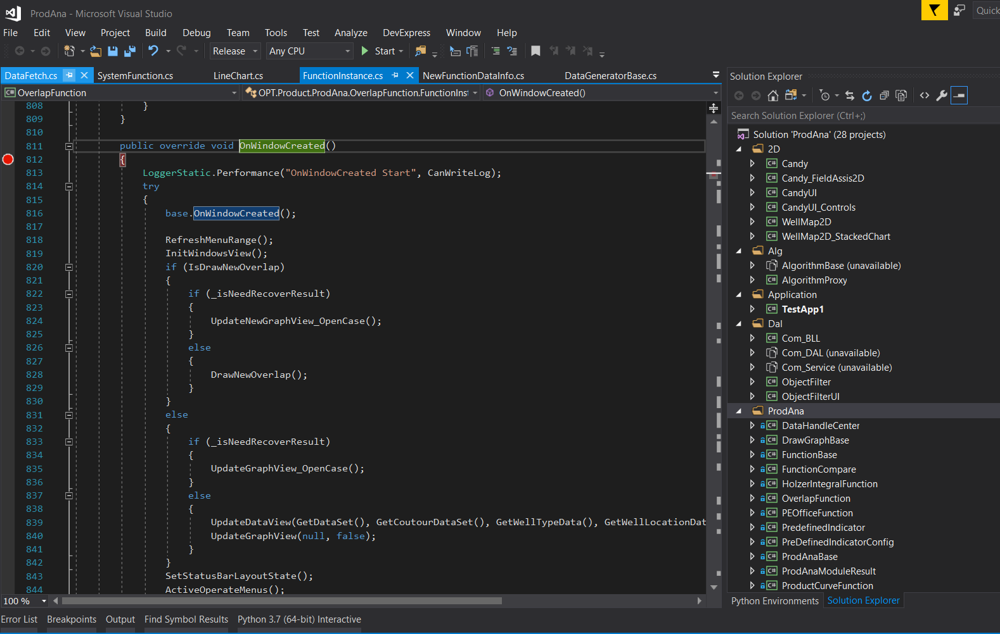 ProdAna - Microsoft Visual Studio
Quick
File Edit View Project Build Debug Team Tools Test Analyze DevExpress Window Help
Release Any CPU Start
DataFetch.cs SystemFunction.cs LineChart.cs FunctionInstance.cs NewFunctionDataInfo.cs DataGeneratorBase.cs
C# OverlapFunction OPT.Product.ProdAna.OverlapFunction.FunctionInst OnWindowCreated()
808 }
809 }
810
811 public override void OnWindowCreated()
812 {
813 LoggerStatic.Performance("OnWindowCreated Start", CanWriteLog);
814 try
815 {
816 base.OnWindowCreated();
817
818 RefreshMenuRange();
819 InitWindowsView();
820 if (IsDrawNewOverlap)
821 {
822 if (_isNeedRecoverResult)
823 {
824 UpdateNewGraphView_OpenCase();
825 }
826 else
827 {
828 DrawNewOverlap();
829 }
830 }
831 else
832 {
833 if (_isNeedRecoverResult)
834 {
835 UpdateGraphView_OpenCase();
836 }
837 else
838 {
839 UpdateDataView(GetDataSet(), GetCoutourDataSet(), GetWellTypeData(), GetWellLocationDat
840 UpdateGraphView(null, false);
841 }
842 }
843 SetStatusBarLayoutState();
844 ActiveOperateMenus();
100 %
Solution Explorer
Search Solution Explorer (Ctrl+;)
Solution 'ProdAna' (28 projects)
2D
C# Candy
C# Candy_FieldAssis2D
C# CandyUI
C# CandyUI_Controls
C# WellMap2D
C# WellMap2D_StackedChart
Alg
AlgorithmBase (unavailable)
C# AlgorithmProxy
Application
C# TestApp1
Dal
C# Com_BLL
Com_DAL (unavailable)
Com_Service (unavailable)
C# ObjectFilter
C# ObjectFilterUI
ProdAna
C# DataHandleCenter
C# DrawGraphBase
C# FunctionBase
C# FunctionCompare
C# HolzerIntegralFunction
C# OverlapFunction
C# PEOfficeFunction
C# PredefinedIndicator
C# PreDefinedIndicatorConfig
C# ProdAnaBase
C# ProdAnaModuleResult
C# ProductCurveFunction
Python Environments Solution Explorer
Error List Breakpoints Output Find Symbol Results Python 3.7 (64-bit) Interactive